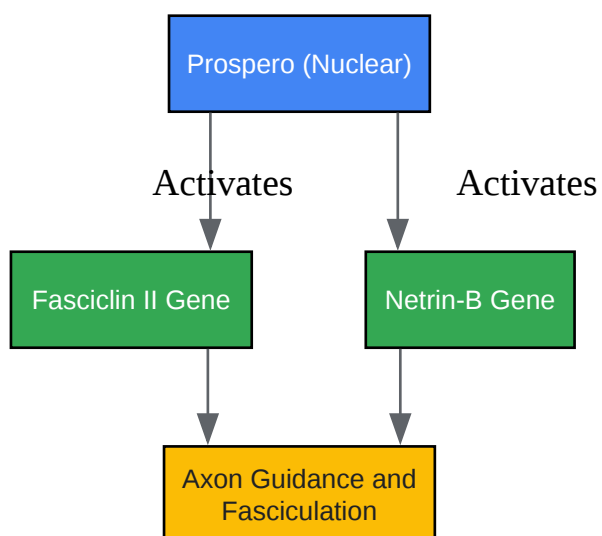 Prospero (Nuclear)
Activates
Activates
Fasciclin II Gene
Netrin-B Gene
Axon Guidance and
Fasciculation